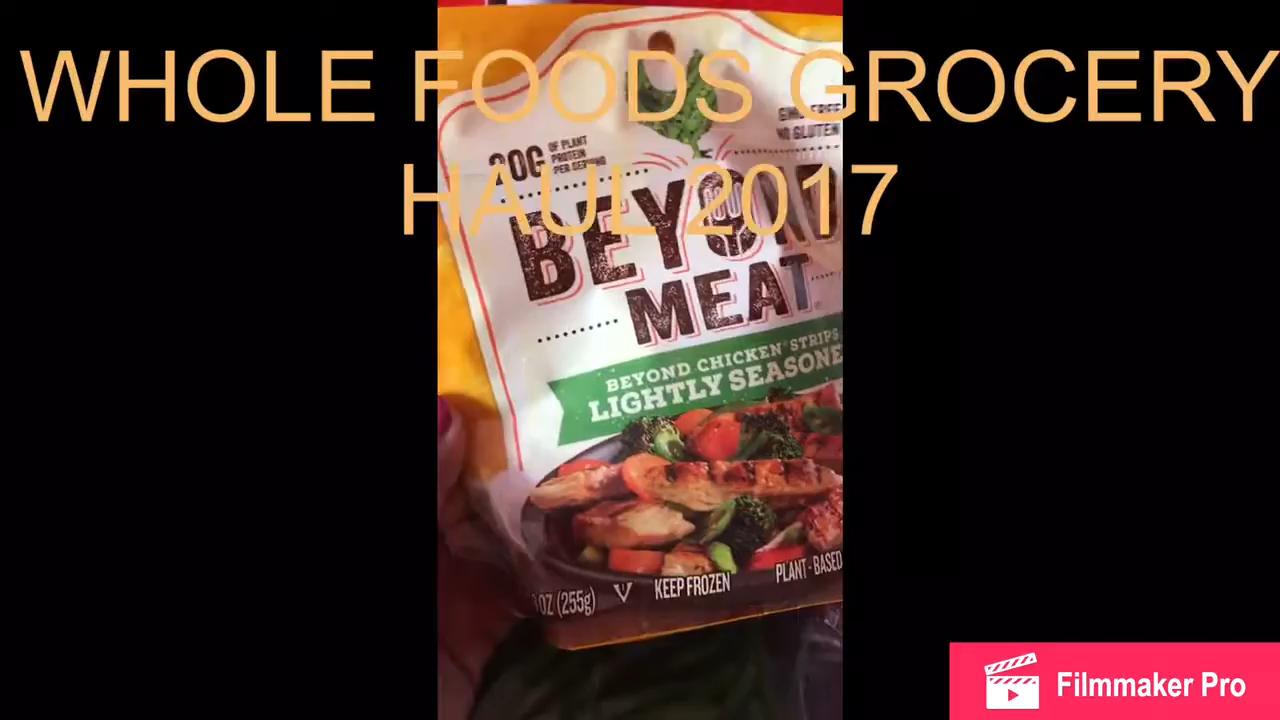 WHOLE FOODS GROCERY
HAUL 2017
20G OF PLANT
PROTEIN
PER SERVING
NO GLUTEN
BEYOND
MEAT
BEYOND CHICKEN STRIPS
LIGHTLY SEASONE
OZ (255g)
KEEP FROZEN
PLANT-BASED
Filmmaker Pro